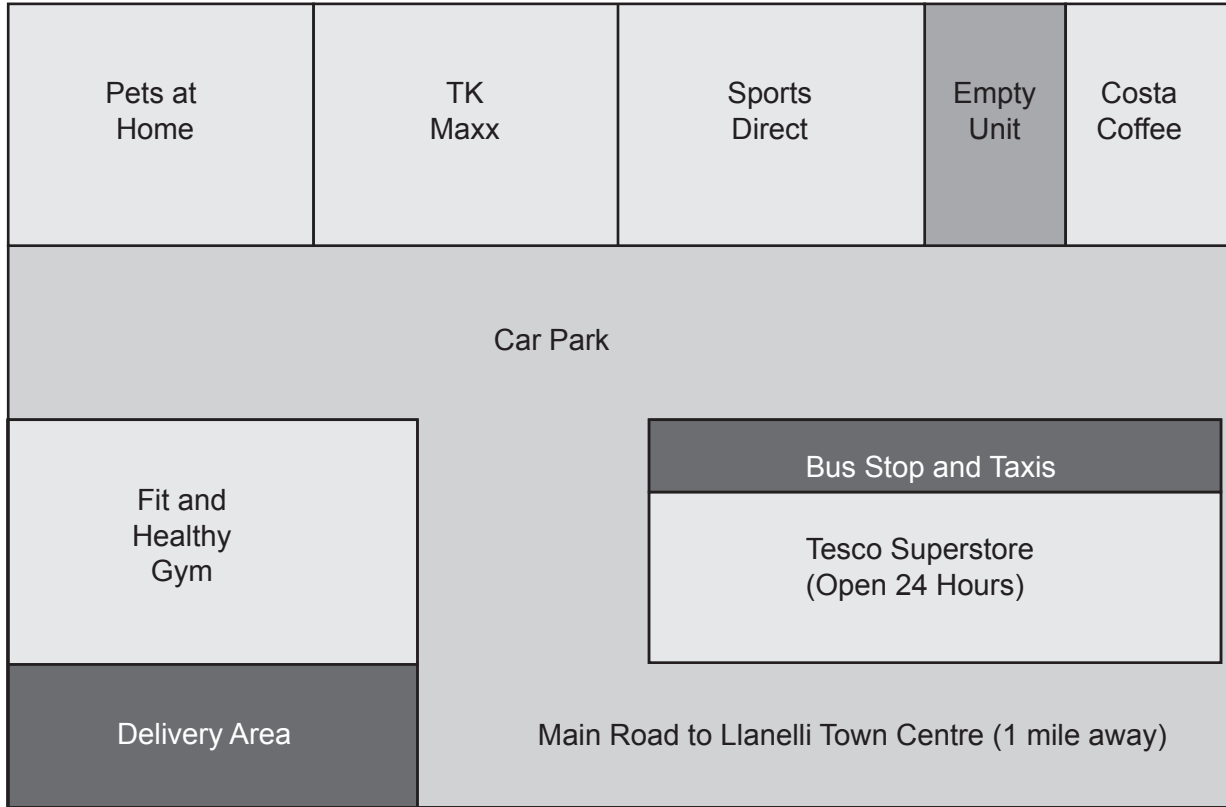 Pets at
Home
TK
Maxx
Sports
Direct
Empty
Unit
Costa
Coffee
Car Park
Fit and
Healthy
Gym
Bus Stop and Taxis
Tesco Superstore
(Open 24 Hours)
Delivery Area
Main Road to Llanelli Town Centre (1 mile away)